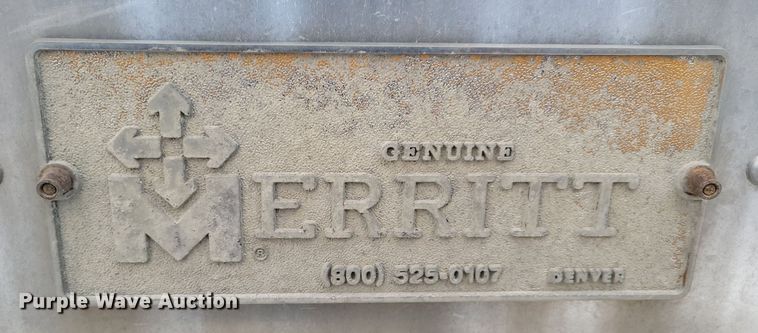 GENUINE
MERRITT
®
(800) 525-0107 DENVER
Purple Wave Auction